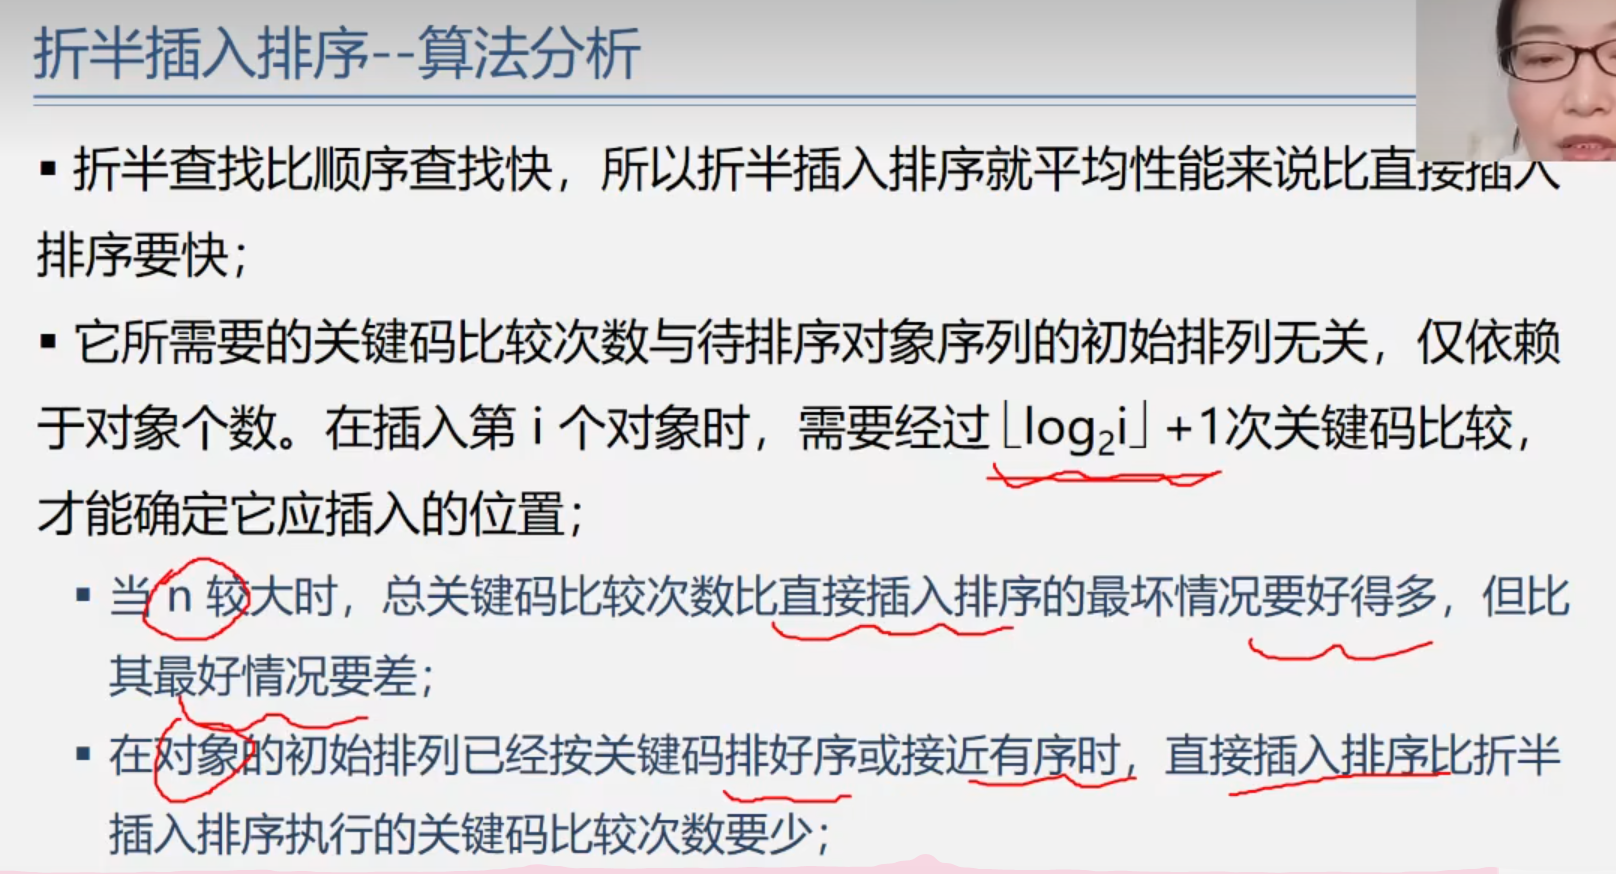 折半插入排序--算法分析
▪ 折半查找比顺序查找快，所以折半插入排序就平均性能来说比直接插入
排序要快；
▪ 它所需要的关键码比较次数与待排序对象序列的初始排列无关，仅依赖
于对象个数。在插入第 i 个对象时，需要经过⌊log₂i⌋ +1次关键码比较，
才能确定它应插入的位置；
▪ 当 n 较大时，总关键码比较次数比直接插入排序的最坏情况要好得多，但比
其最好情况要差；
▪ 在对象的初始排列已经按关键码排好序或接近有序时，直接插入排序比折半
插入排序执行的关键码比较次数要少；